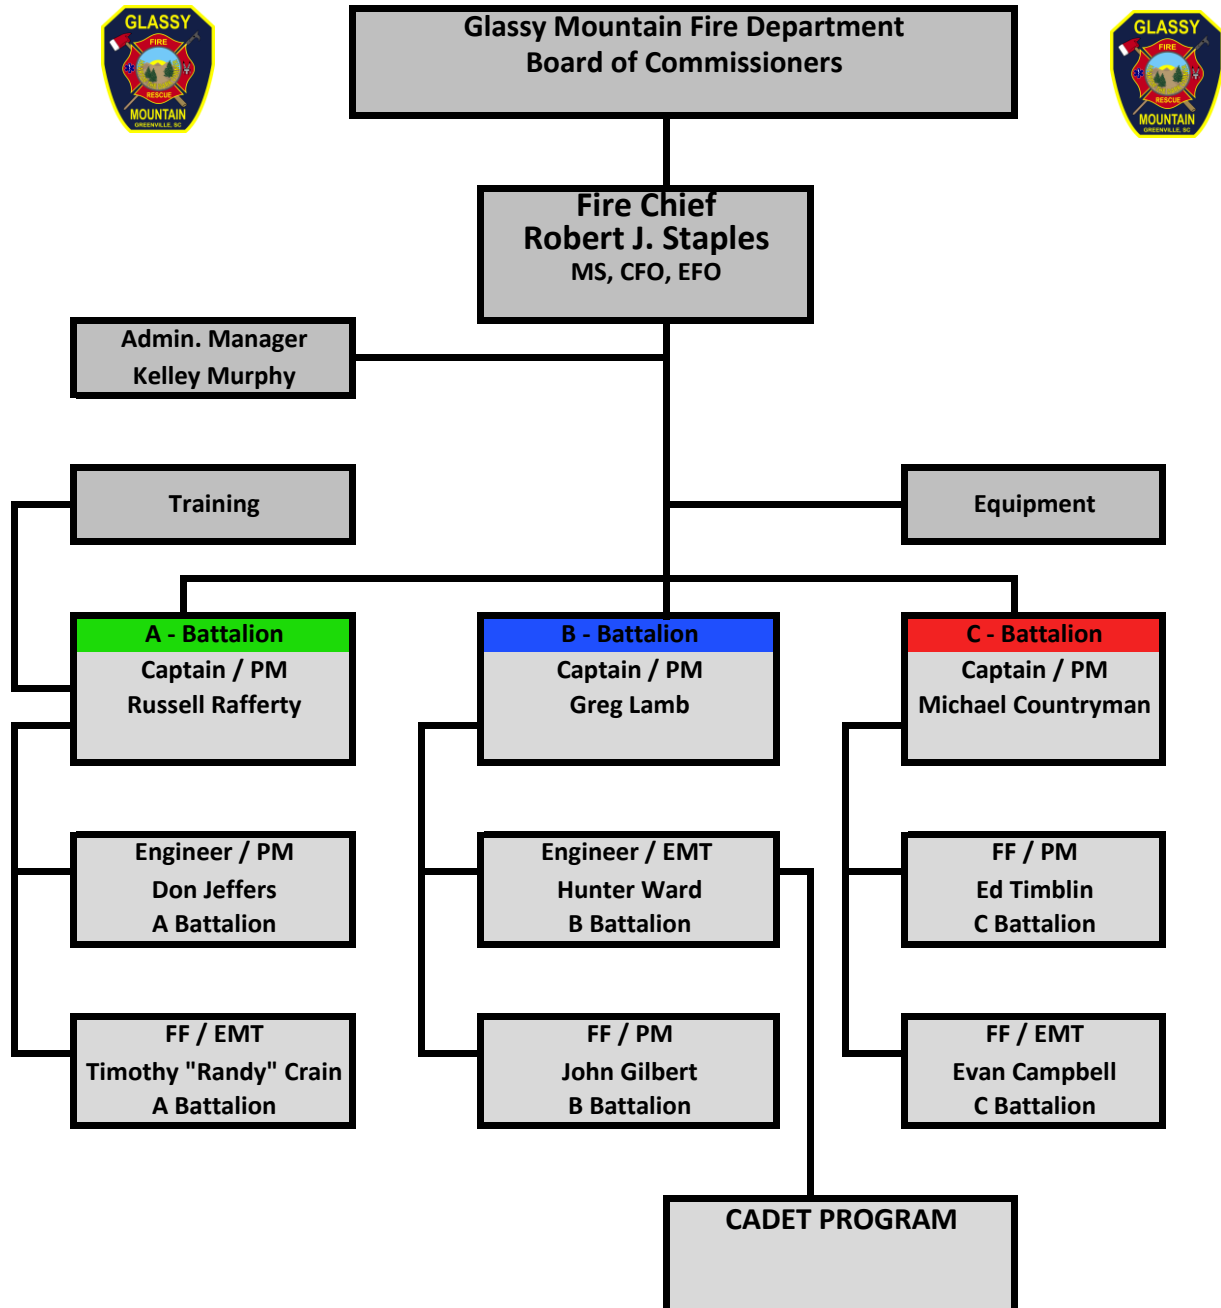 GLASSY
FIRE
RESCUE
MOUNTAIN
GREENVILLE, SC
Glassy Mountain Fire Department
Board of Commissioners
GLASSY
FIRE
RESCUE
MOUNTAIN
GREENVILLE, SC
Fire Chief
Robert J. Staples
MS, CFO, EFO
Admin. Manager
Kelley Murphy
Training
Equipment
A - Battalion
Captain / PM
Russell Rafferty
B - Battalion
Captain / PM
Greg Lamb
C - Battalion
Captain / PM
Michael Countryman
Engineer / PM
Don Jeffers
A Battalion
Engineer / EMT
Hunter Ward
B Battalion
FF / PM
Ed Timblin
C Battalion
FF / EMT
Timothy "Randy" Crain
A Battalion
FF / PM
John Gilbert
B Battalion
FF / EMT
Evan Campbell
C Battalion
CADET PROGRAM